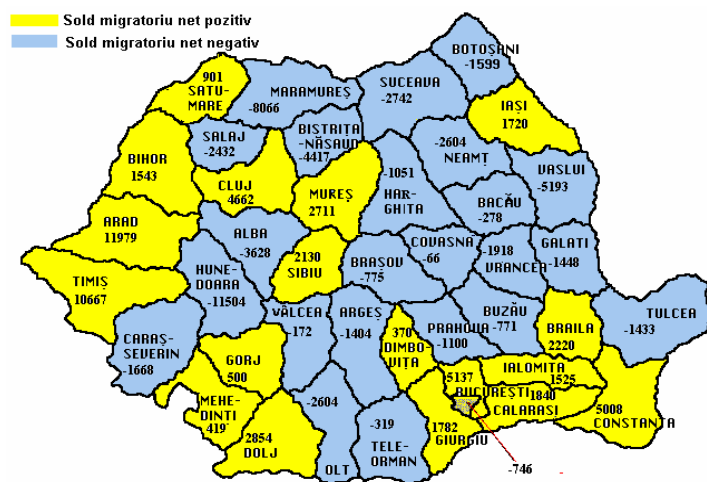 Sold migratoriu net pozitiv
Sold migratoriu net negativ
BOTOȘANI
-1599
901
SATU-
MARE
MARAMUREȘ
-8066
SUCEAVA
-2742
IAȘI
1720
SALAJ
-2432
BISTRIȚA
-NĂSAUD
-4417
-2604
NEAMȚ
BIHOR
1543
CLUJ
4662
MUREȘ
2711
-1051
HAR-
GHITA
VASLUI
-5193
BACĂU
-278
ARAD
11979
ALBA
-3628
2130
SIBIU
BRAȘOV
-775
COVASNĂ
-66
-1918
VRANCEA
GALATI
-1448
TIMIȘ
10667
HUNE-
DOARA
-11504
VÂLCEA
-172
ARGEȘ
-1404
370
DIMBO-
VIȚA
PRAHOVA
-1100
BUZĂU
-771
BRAILA
2220
TULCEA
-1433
CARAȘ-
SEVERIN
-1668
GORJ
500
5137
BUCUREȘTI
IALOMITA
1525
1840
CALARASI
MEHE-
DINTI
419
2854
DOLJ
-2604
OLT
-319
TELE-
ORMAN
1782
GIURGIU
5008
CONSTANTA
-746